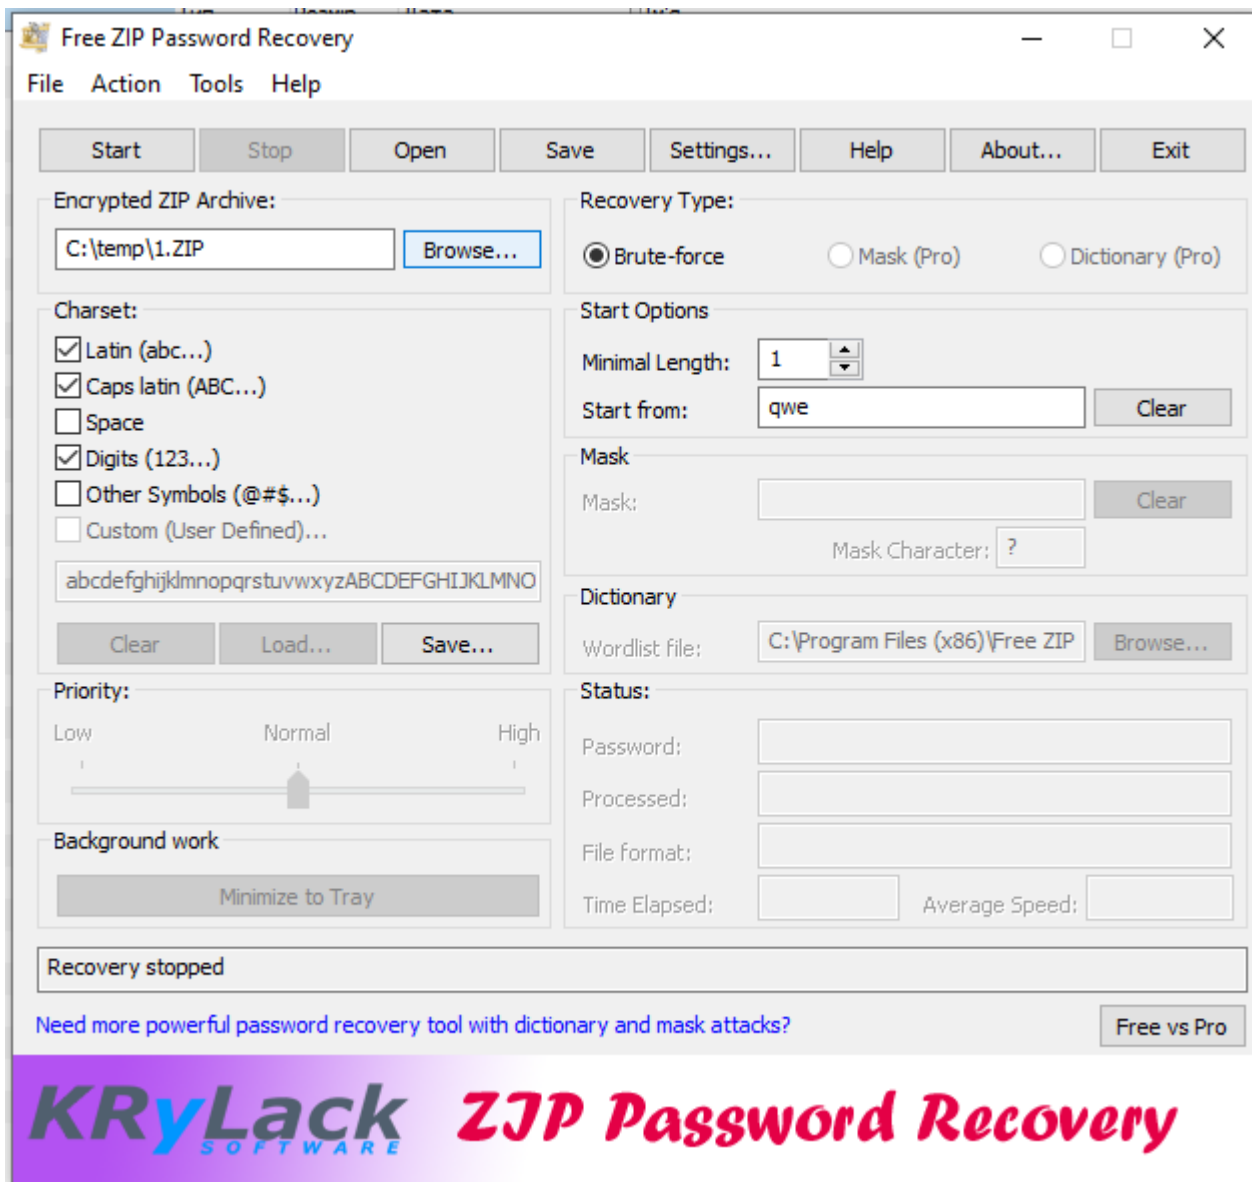 Free ZIP Password Recovery
File Action Tools Help
Start Stop Open Save Settings... Help About... Exit
Encrypted ZIP Archive:
C:\temp\1.ZIP Browse...
Recovery Type:
Brute-force Mask (Pro) Dictionary (Pro)
Charset:
Latin (abc...)
Caps latin (ABC...)
Space
Digits (123...)
Other Symbols (@#$...)
Custom (User Defined)...
abcdefghijklmnopqrstuvwxyzABCDEFGHIJKLMNO
Clear Load... Save...
Start Options
Minimal Length: 1
Start from: qwe Clear
Mask
Mask: Clear
Mask Character: ?
Dictionary
Wordlist file: C:\Program Files (x86)\Free ZIP Browse...
Priority:
Low Normal High
Background work
Minimize to Tray
Status:
Password:
Processed:
File format:
Time Elapsed: Average Speed:
Recovery stopped
Need more powerful password recovery tool with dictionary and mask attacks? Free vs Pro
KRyLack ZIP Password Recovery
SOFTWARE